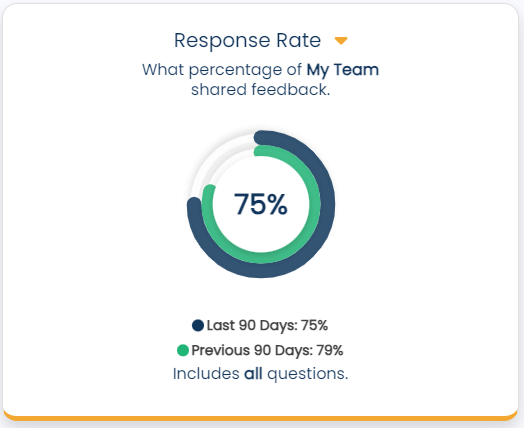 Response Rate
What percentage of My Team
shared feedback.
75%
Last 90 Days: 75%
Previous 90 Days: 79%
Includes all questions.